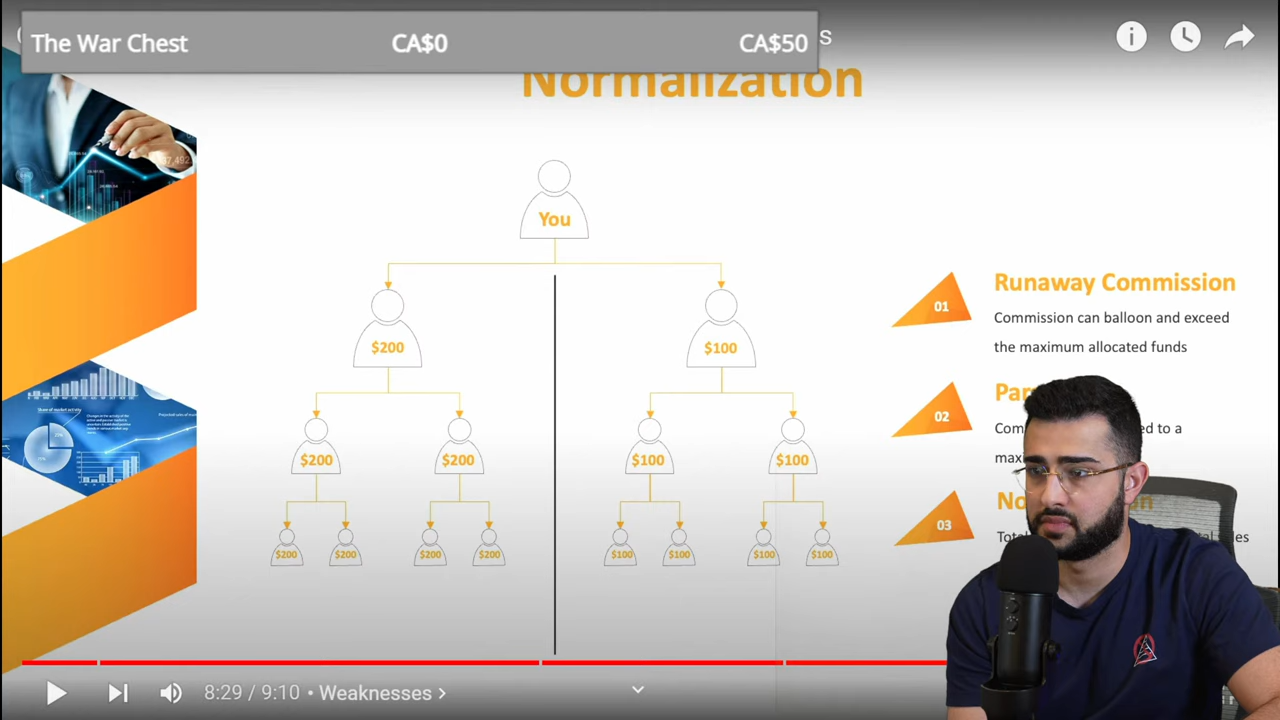 The War Chest CA$0 CA$50
Normalization
You
$200 $100
$200 $200 $100 $100
$200 $200 $200 $200 $100 $100 $100 $100
01 Runaway Commission
Commission can balloon and exceed
the maximum allocated funds
02
ed to a
03
8:29 / 9:10 • Weaknesses >